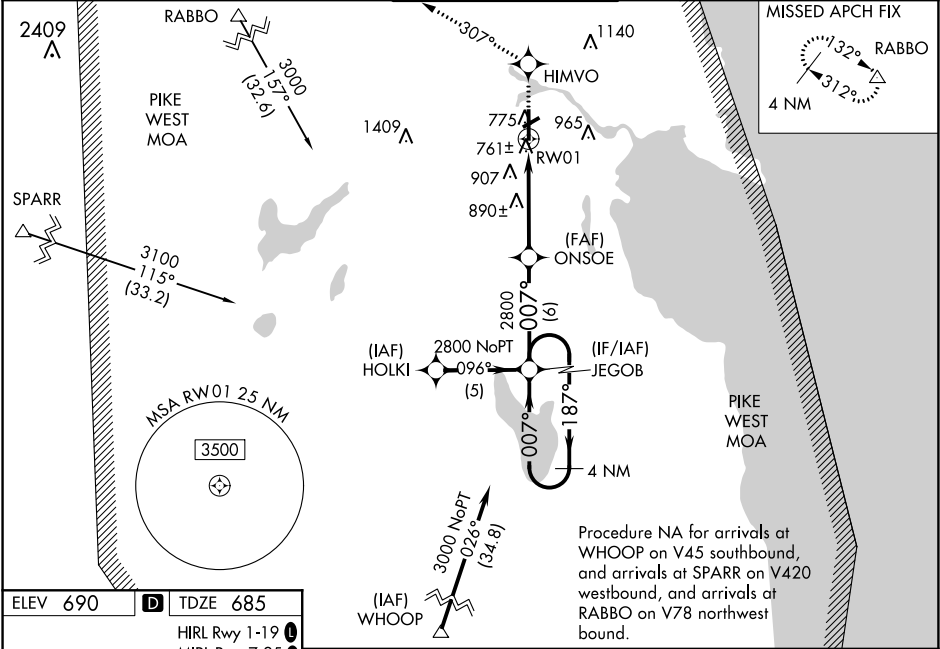 2409
RABBO
3000
157°
(32.6)
PIKE
WEST
MOA
307°
1140
HIMVO
MISSED APCH FIX
132°
RABBO
312°
4 NM
1409
775
965
761±
RW01
907
890±
SPARR
3100
115°
(33.2)
(FAF)
ONSOE
2800
007°
(6)
(IAF)
HOLKI
2800 NoPT
096°
(5)
(IF/IAF)
JEGOB
007°
187°
4 NM
MSA RW01 25 NM
3500
PIKE
WEST
MOA
3000 NoPT
026°
(34.8)
(IAF)
WHOOP
Procedure NA for arrivals at
WHOOP on V45 southbound,
and arrivals at SPARR on V420
westbound, and arrivals at
RABBO on V78 northwest
bound.
ELEV 690
D
TDZE 685
HIRL Rwy 1-19 L